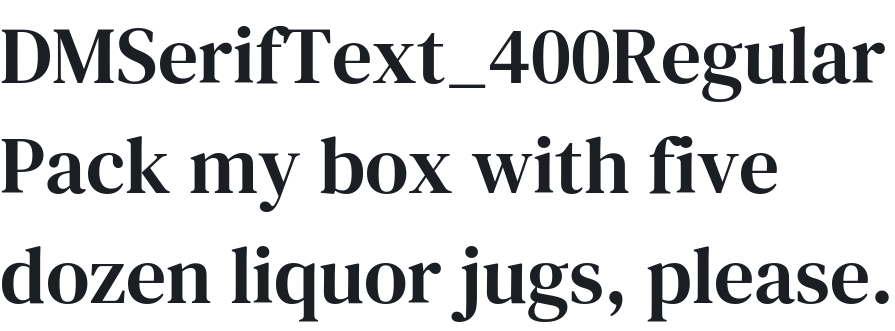 DMSerifText_400Regular
Pack my box with five
dozen liquor jugs, please.